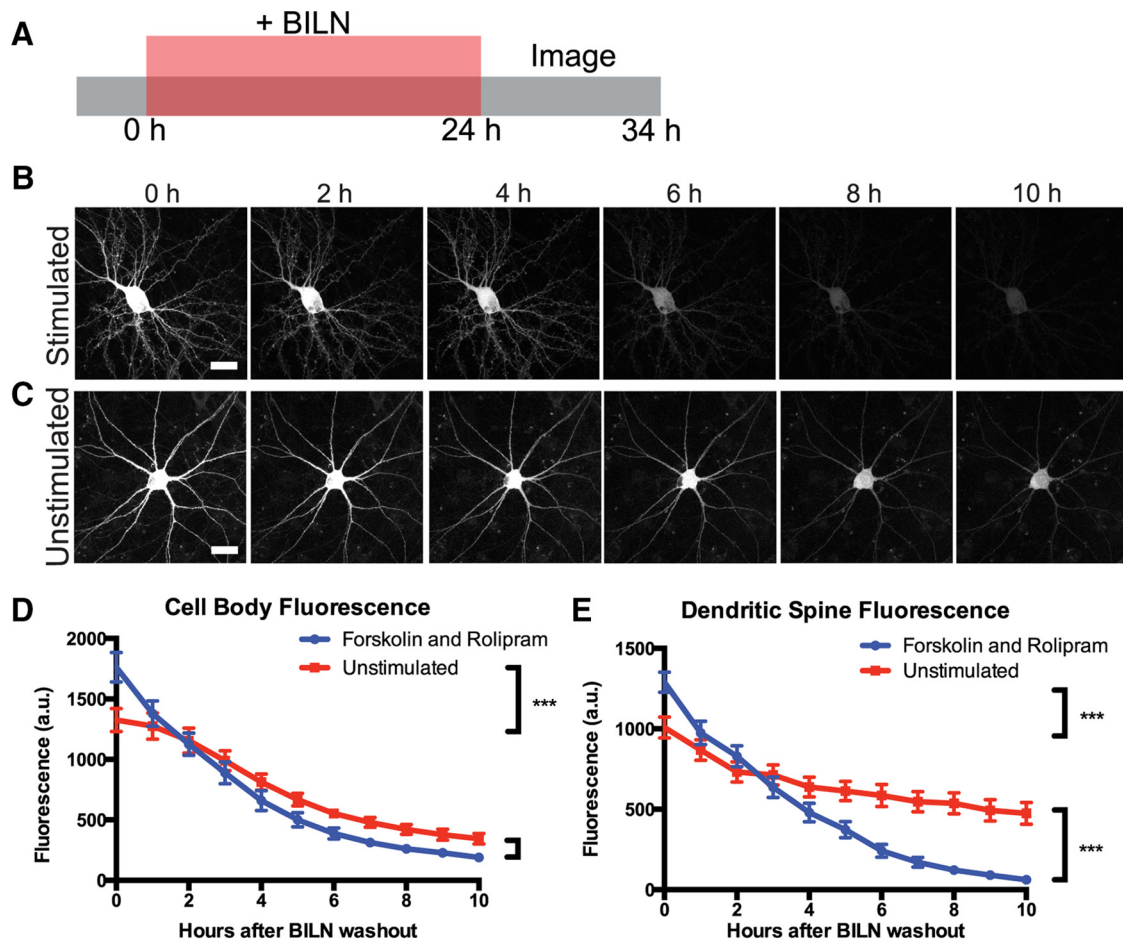 A
+ BILN
Image
0 h
24 h
34 h
B
0 h
2 h
4 h
6 h
8 h
10 h
Stimulated
C
Unstimulated
D
Cell Body Fluorescence
Forskolin and Rolipram
Unstimulated
***
Fluorescence (a.u.)
2000
1500
1000
500
0
0
2
4
6
8
10
Hours after BILN washout
E
Dendritic Spine Fluorescence
Forskolin and Rolipram
Unstimulated
***
***
Fluorescence (a.u.)
1500
1000
500
0
0
2
4
6
8
10
Hours after BILN washout